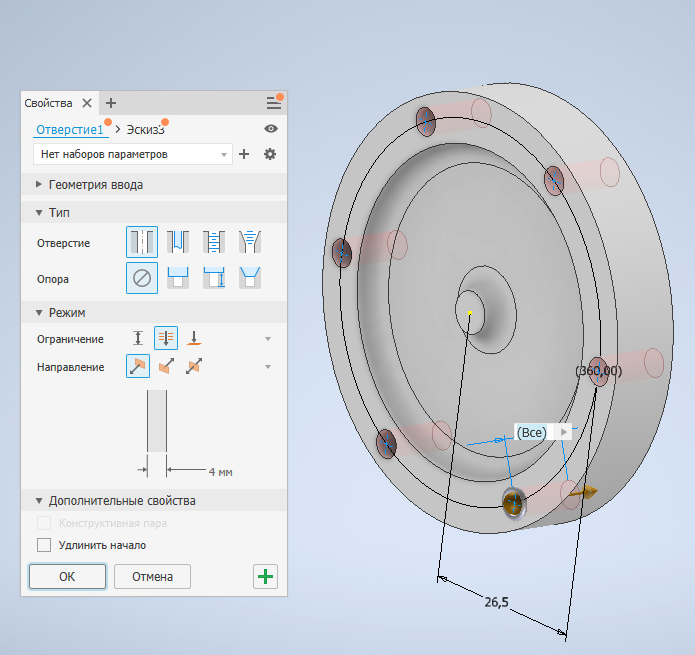 Свойства
Отверстие1 > Эскиз3
Нет наборов параметров
Геометрия ввода
Тип
Отверстие
Опора
Режим
Ограничение
Направление
4 мм
Дополнительные свойства
Конструктивная пара
Удлинить начало
ОК
Отмена
(360,00)
(Все)
26,5